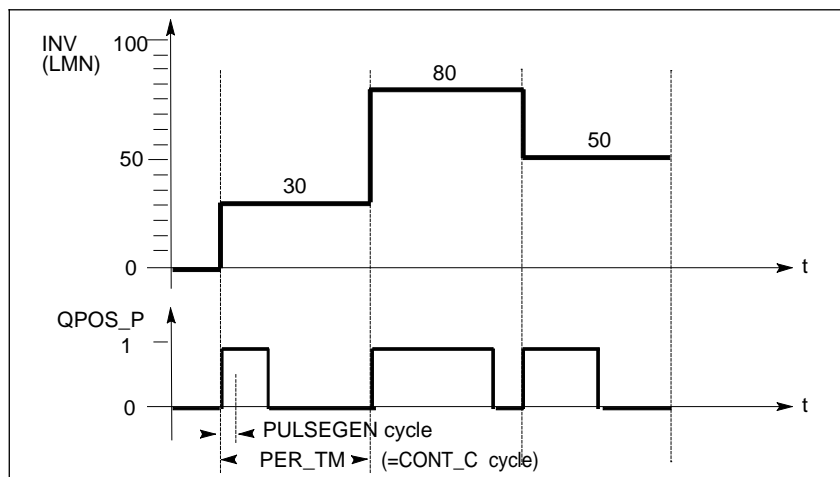 INV
(LMN)
100
80
50
50
30
0
t
QPOS_P
1
0
t
PULSEGEN cycle
PER_TM (=CONT_C cycle)